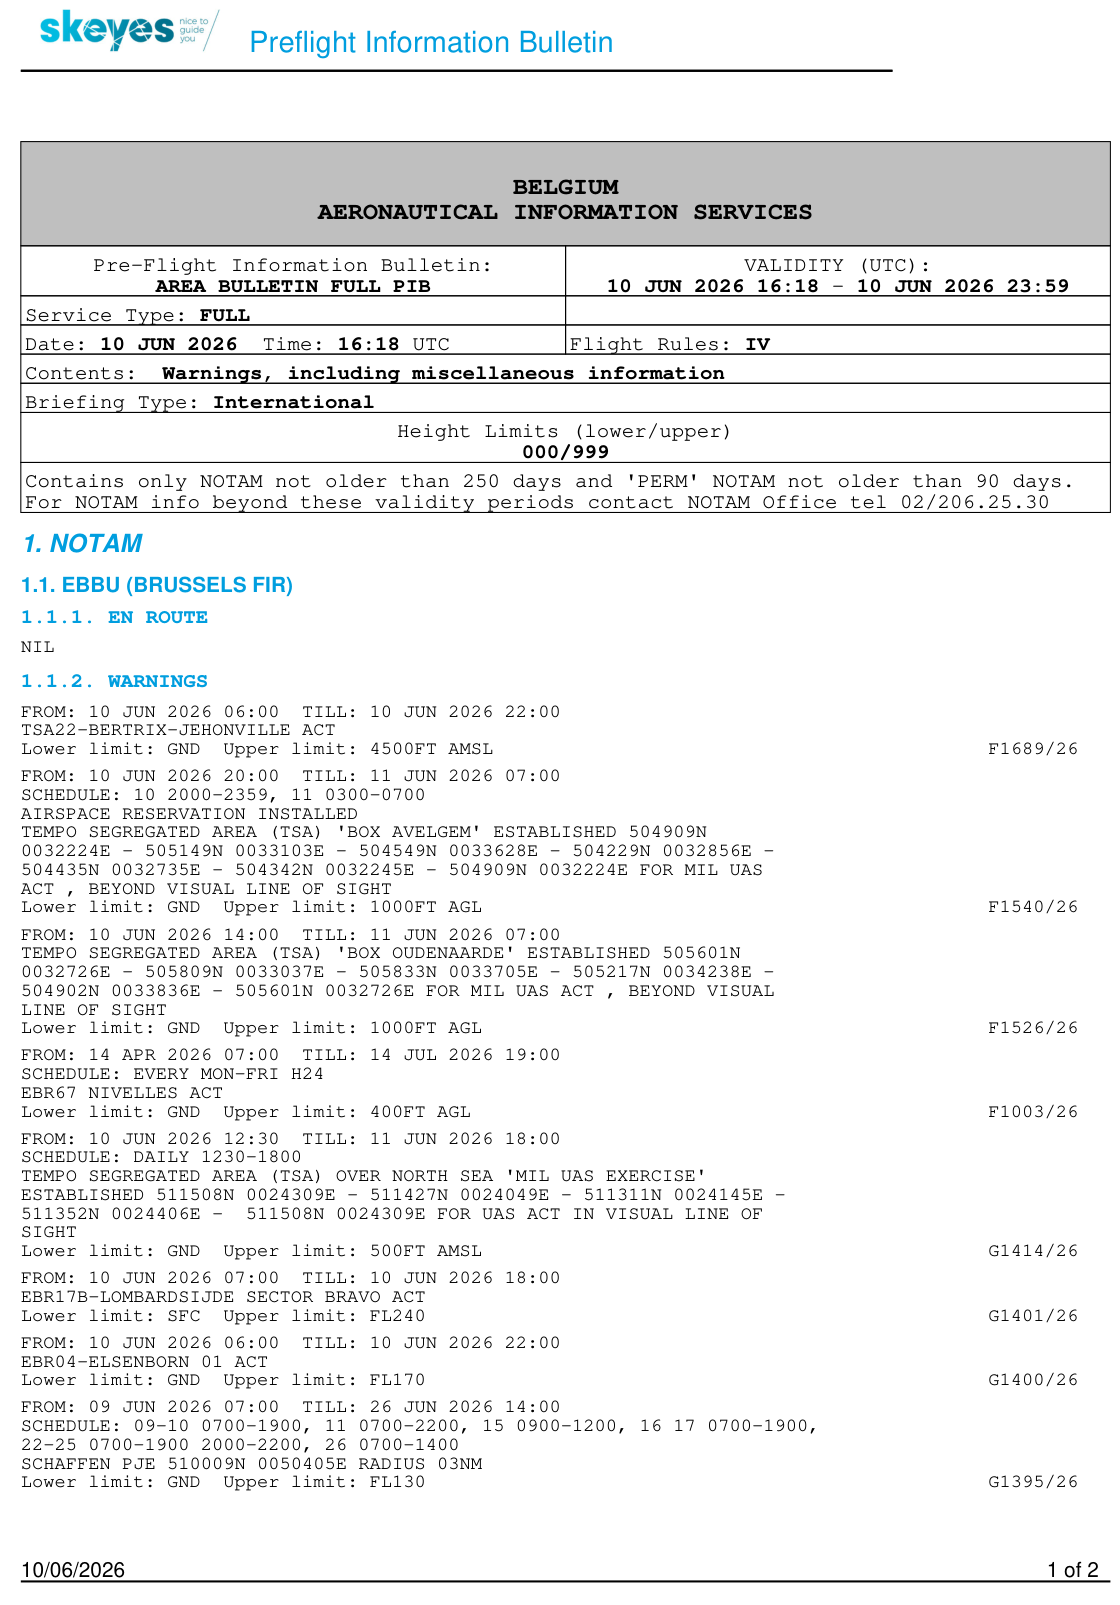 skeyes nice to guide you
Preflight Information Bulletin
BELGIUM
AERONAUTICAL INFORMATION SERVICES
Pre-Flight Information Bulletin:
AREA BULLETIN FULL PIB
VALIDITY (UTC):
10 JUN 2026 16:18 - 10 JUN 2026 23:59
Service Type: FULL
Date: 10 JUN 2026  Time: 16:18 UTC
Flight Rules: IV
Contents:  Warnings, including miscellaneous information
Briefing Type: International
Height Limits (lower/upper)
000/999
Contains only NOTAM not older than 250 days and 'PERM' NOTAM not older than 90 days.
For NOTAM info beyond these validity periods contact NOTAM Office tel 02/206.25.30
1. NOTAM
1.1. EBBU (BRUSSELS FIR)
1.1.1. EN ROUTE
NIL
1.1.2. WARNINGS
FROM: 10 JUN 2026 06:00  TILL: 10 JUN 2026 22:00
TSA22-BERTRIX-JEHONVILLE ACT
Lower limit: GND  Upper limit: 4500FT AMSL F1689/26
FROM: 10 JUN 2026 20:00  TILL: 11 JUN 2026 07:00
SCHEDULE: 10 2000-2359, 11 0300-0700
AIRSPACE RESERVATION INSTALLED
TEMPO SEGREGATED AREA (TSA) 'BOX AVELGEM' ESTABLISHED 504909N
0032224E - 505149N 0033103E - 504549N 0033628E - 504229N 0032856E -
504435N 0032735E - 504342N 0032245E - 504909N 0032224E FOR MIL UAS
ACT , BEYOND VISUAL LINE OF SIGHT
Lower limit: GND  Upper limit: 1000FT AGL F1540/26
FROM: 10 JUN 2026 14:00  TILL: 11 JUN 2026 07:00
TEMPO SEGREGATED AREA (TSA) 'BOX OUDENAARDE' ESTABLISHED 505601N
0032726E - 505809N 0033037E - 505833N 0033705E - 505217N 0034238E -
504902N 0033836E - 505601N 0032726E FOR MIL UAS ACT , BEYOND VISUAL
LINE OF SIGHT
Lower limit: GND  Upper limit: 1000FT AGL F1526/26
FROM: 14 APR 2026 07:00  TILL: 14 JUL 2026 19:00
SCHEDULE: EVERY MON-FRI H24
EBR67 NIVELLES ACT
Lower limit: GND  Upper limit: 400FT AGL F1003/26
FROM: 10 JUN 2026 12:30  TILL: 11 JUN 2026 18:00
SCHEDULE: DAILY 1230-1800
TEMPO SEGREGATED AREA (TSA) OVER NORTH SEA 'MIL UAS EXERCISE'
ESTABLISHED 511508N 0024309E - 511427N 0024049E - 511311N 0024145E -
511352N 0024406E -  511508N 0024309E FOR UAS ACT IN VISUAL LINE OF
SIGHT
Lower limit: GND  Upper limit: 500FT AMSL G1414/26
FROM: 10 JUN 2026 07:00  TILL: 10 JUN 2026 18:00
EBR17B-LOMBARDSIJDE SECTOR BRAVO ACT
Lower limit: SFC  Upper limit: FL240 G1401/26
FROM: 10 JUN 2026 06:00  TILL: 10 JUN 2026 22:00
EBR04-ELSENBORN 01 ACT
Lower limit: GND  Upper limit: FL170 G1400/26
FROM: 09 JUN 2026 07:00  TILL: 26 JUN 2026 14:00
SCHEDULE: 09-10 0700-1900, 11 0700-2200, 15 0900-1200, 16 17 0700-1900,
22-25 0700-1900 2000-2200, 26 0700-1400
SCHAFFEN PJE 510009N 0050405E RADIUS 03NM
Lower limit: GND  Upper limit: FL130 G1395/26
10/06/2026 1 of 2